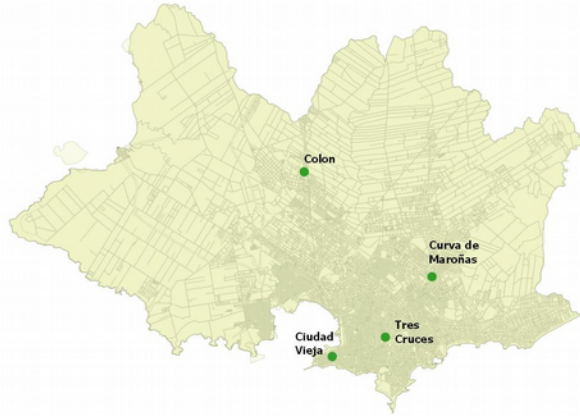 Colon
Curva de
Maroñas
Tres
Cruces
Ciudad
Vieja